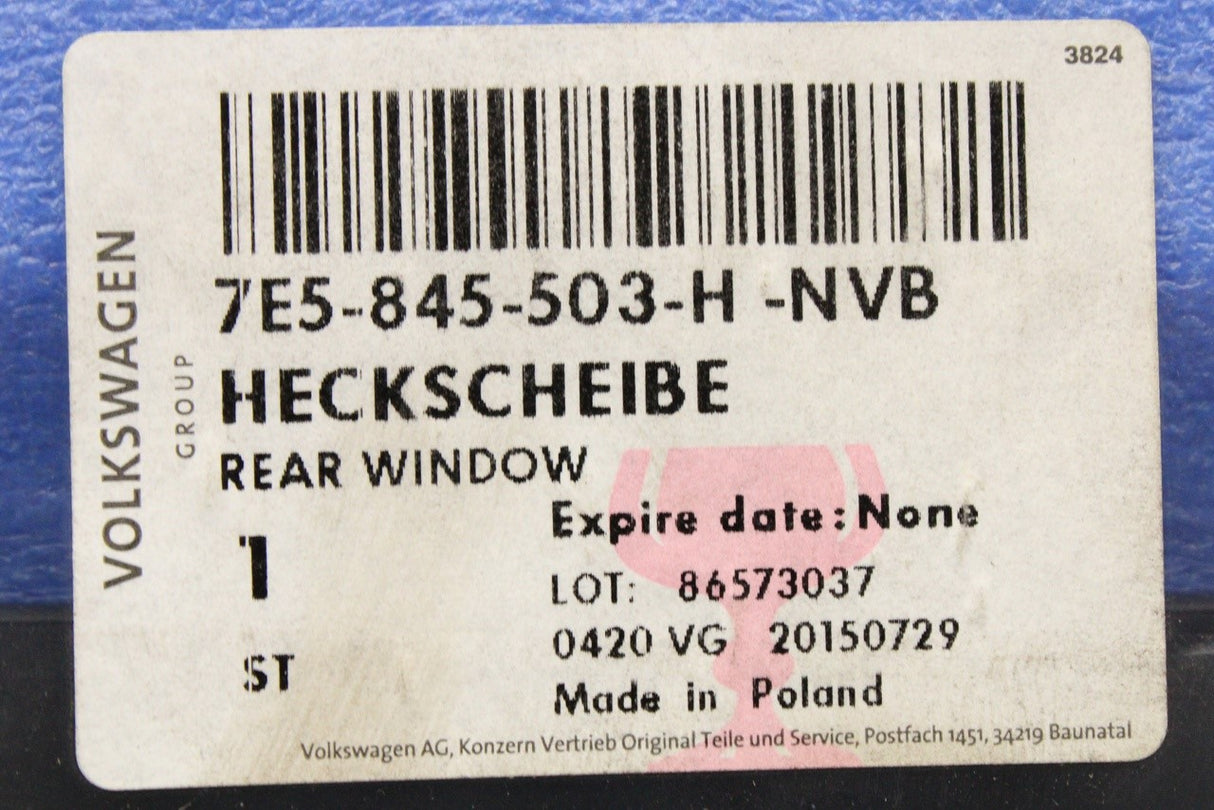 3824
7E5-845-503-H -NVB
HECKSCHEIBE
REAR WINDOW
Expire date:None
1
LOT: 86573037
0420 VG 20150729
ST
Made in Poland
Volkswagen AG, Konzern Vertrieb Original Teile und Service, Postfach 1451, 34219 Baunatal
VOLKSWAGEN
GROUP